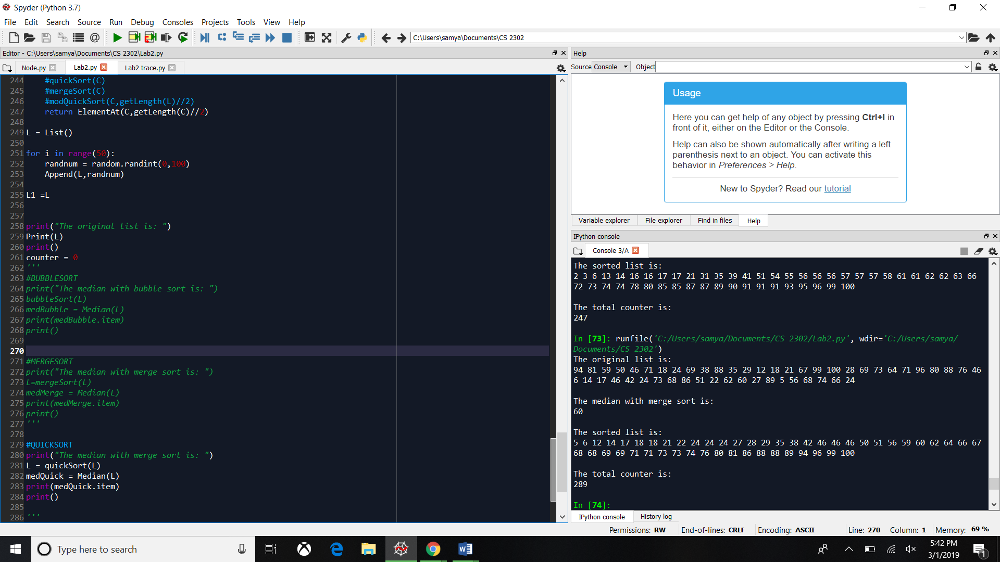 Spyder (Python 3.7)
File Edit Search Source Run Debug Consoles Projects Tools View Help
C:\Users\samya\Documents\CS 2302
Editor - C:\Users\samya\Documents\CS 2302\Lab2.py
Node.py Lab2.py Lab2 trace.py
244 #quickSort(C)
245 #mergeSort(C)
246 #modQuickSort(C,getLength(L)//2)
247 return ElementAt(C,getLength(C)//2)
248
249 L = List()
250
251 for i in range(50):
252 randnum = random.randint(0,100)
253 Append(L,randnum)
254
255 L1 =L
256
257
258 print("The original list is: ")
259 Print(L)
260 print()
261 counter = 0
262 '''
263 #BUBBLESORT
264 print("The median with bubble sort is: ")
265 bubbleSort(L)
266 medBubble = Median(L)
267 print(medBubble.item)
268 print()
269
270
271 #MERGESORT
272 print("The median with merge sort is: ")
273 L=mergeSort(L)
274 medMerge = Median(L)
275 print(medMerge.item)
276 print()
277 '''
278
279 #QUICKSORT
280 print("The median with merge sort is: ")
281 L = quickSort(L)
282 medQuick = Median(L)
283 print(medQuick.item)
284 print()
285
286 '''
Help
Source Console Object
Usage
Here you can get help of any object by pressing Ctrl+I in
front of it, either on the Editor or the Console.
Help can also be shown automatically after writing a left
parenthesis next to an object. You can activate this
behavior in Preferences > Help.
New to Spyder? Read our tutorial
Variable explorer File explorer Find in files Help
IPython console
Console 3/A
The sorted list is:
2 3 6 13 14 16 16 17 17 21 31 35 39 41 51 54 55 56 56 56 57 57 57 58 61 61 62 62 63 66
72 73 74 74 78 80 85 85 87 87 89 90 91 91 91 93 95 96 99 100
The total counter is:
247
In [73]: runfile('C:/Users/samya/Documents/CS 2302/Lab2.py', wdir='C:/Users/samya/
Documents/CS 2302')
The original list is:
94 81 59 50 46 71 18 24 69 38 88 35 29 12 18 21 67 99 100 28 69 73 64 71 96 80 88 76 46
6 14 17 46 42 24 73 68 86 51 22 62 60 27 89 5 56 68 74 66 24
The median with merge sort is:
60
The sorted list is:
5 6 12 14 17 18 18 21 22 24 24 24 27 28 29 35 38 42 46 46 46 50 51 56 59 60 62 64 66 67
68 68 69 69 71 71 73 73 74 76 80 81 86 88 88 89 94 96 99 100
The total counter is:
289
In [74]:
IPython console History log
Permissions: RW End-of-lines: CRLF Encoding: ASCII Line: 270 Column: 1 Memory: 69 %
Type here to search
5:42 PM
3/1/2019
1